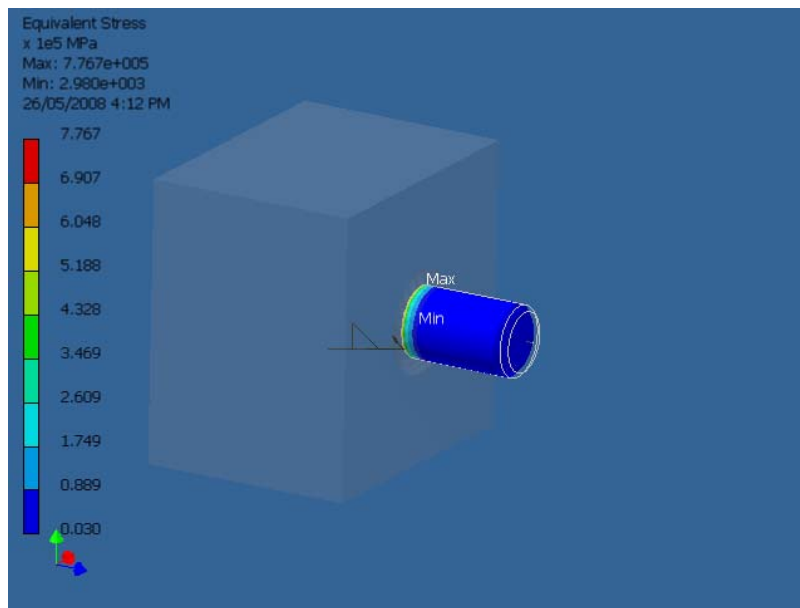 Equivalent Stress
x 1e5 MPa
Max: 7.767e+005
Min: 2.980e+003
26/05/2008 4:12 PM
7.767
6.907
6.048
5.188
4.328
3.469
2.609
1.749
0.889
0.030
Max
Min